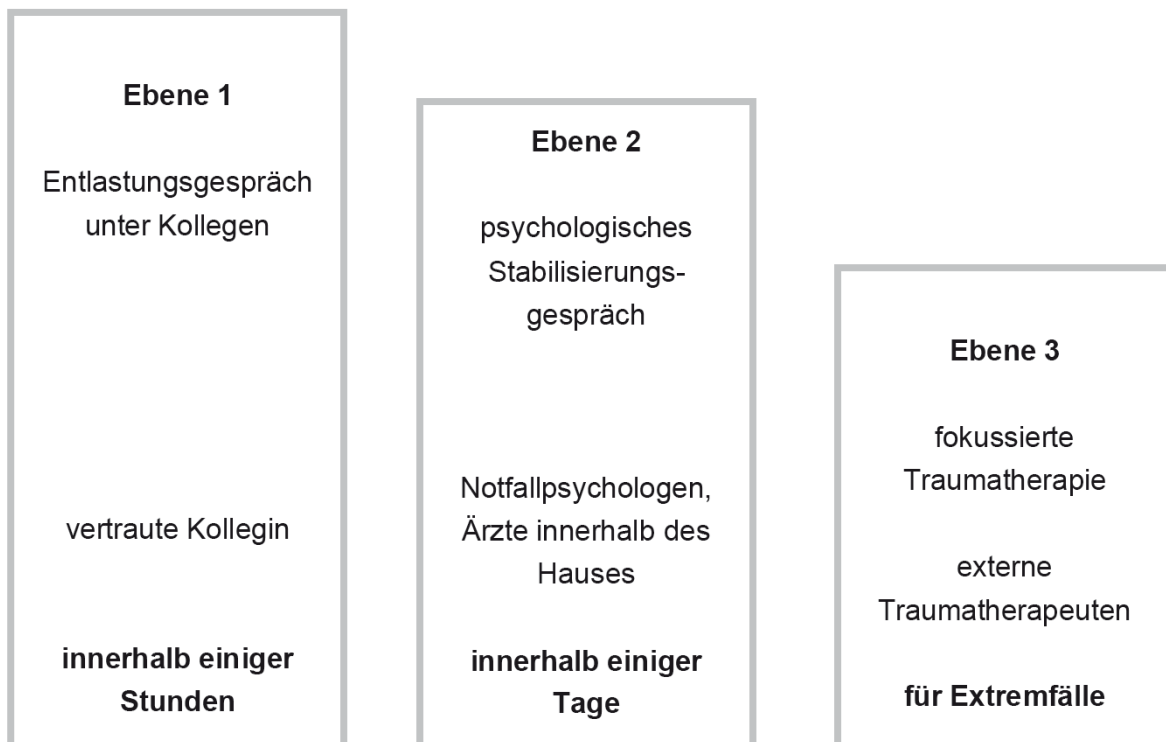 Ebene 1
Entlastungsgespräch
unter Kollegen
vertraute Kollegin
innerhalb einiger
Stunden
Ebene 2
psychologisches
Stabilisierungs-
gespräch
Notfallpsychologen,
Ärzte innerhalb des
Hauses
innerhalb einiger
Tage
Ebene 3
fokussierte
Traumatherapie
externe
Traumatherapeuten
für Extremfälle